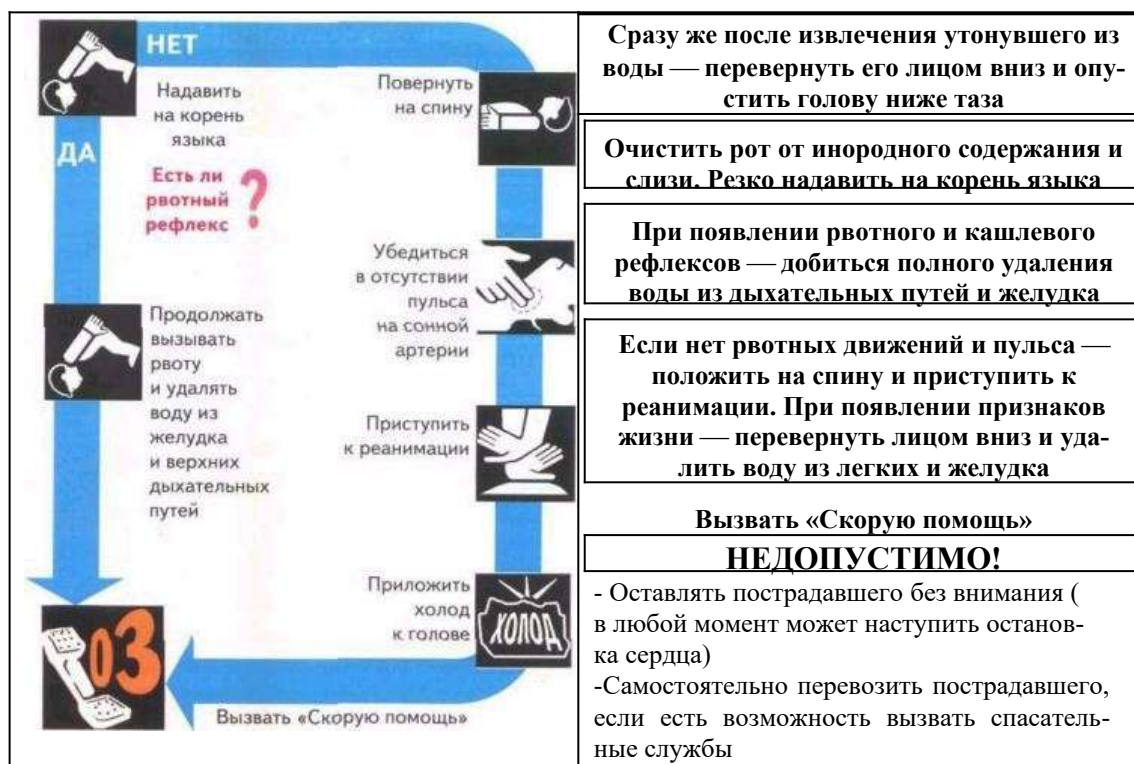 НЕТ
Надавить
на корень
языка
ДА
Есть ли
рвотный
рефлекс
?
Продолжать
вызывать
рвоту
и удалять
воду из
желудка
и верхних
дыхательных
путей
Повернуть
на спину
Убедиться
в отсутствии
пульса
на сонной
артерии
Приступить
к реанимации
Приложить
холод
к голове
ХОЛОД
03
Вызвать «Скорую помощь»
Сразу же после извлечения утонувшего из
воды — перевернуть его лицом вниз и опу-
стить голову ниже таза
Очистить рот от инородного содержания и
слизи. Резко надавить на корень языка
При появлении рвотного и кашлевого
рефлексов — добиться полного удаления
воды из дыхательных путей и желудка
Если нет рвотных движений и пульса —
положить на спину и приступить к
реанимации. При появлении признаков
жизни — перевернуть лицом вниз и уда-
лить воду из легких и желудка
Вызвать «Скорую помощь»
НЕДОПУСТИМО!
- Оставлять пострадавшего без внимания (
в любой момент может наступить останов-
ка сердца)
-Самостоятельно перевозить пострадавшего,
если есть возможность вызвать спасатель-
ные службы